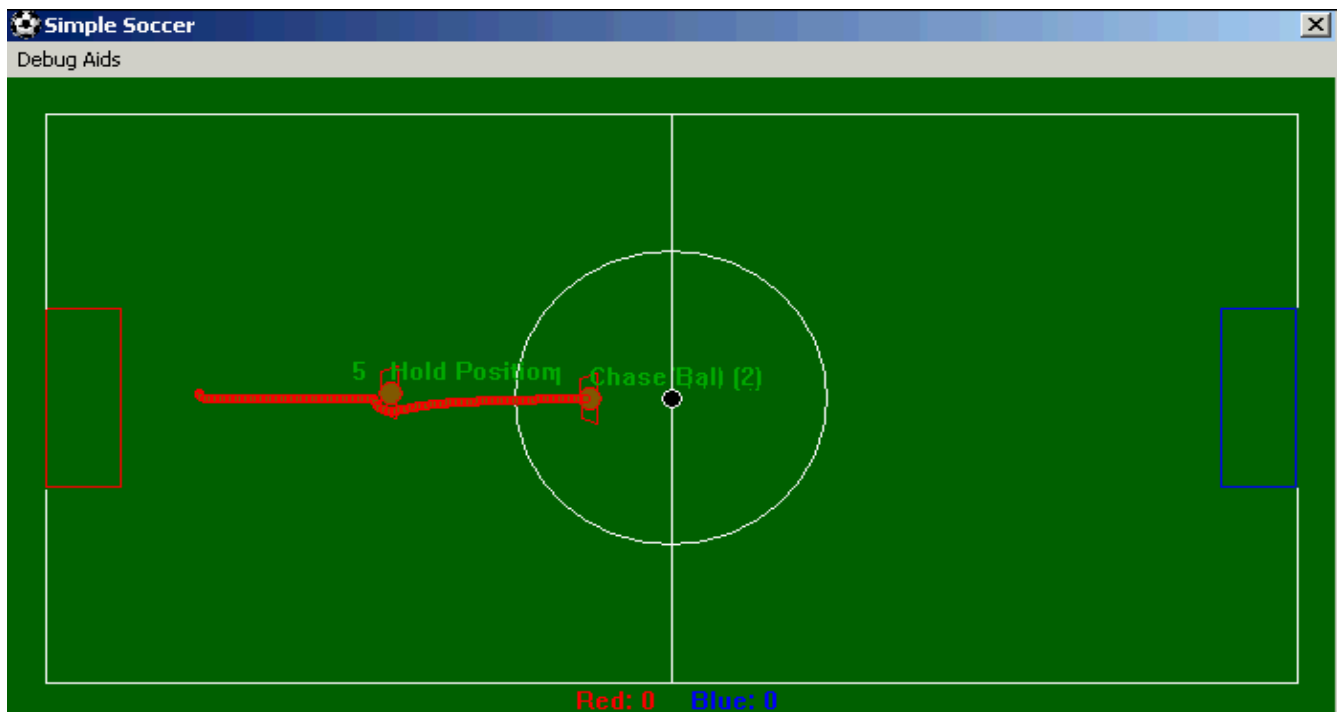 Simple Soccer
Debug Aids
5 Hold Position
Chase Ball (2)
Red: 0 Blue: 0